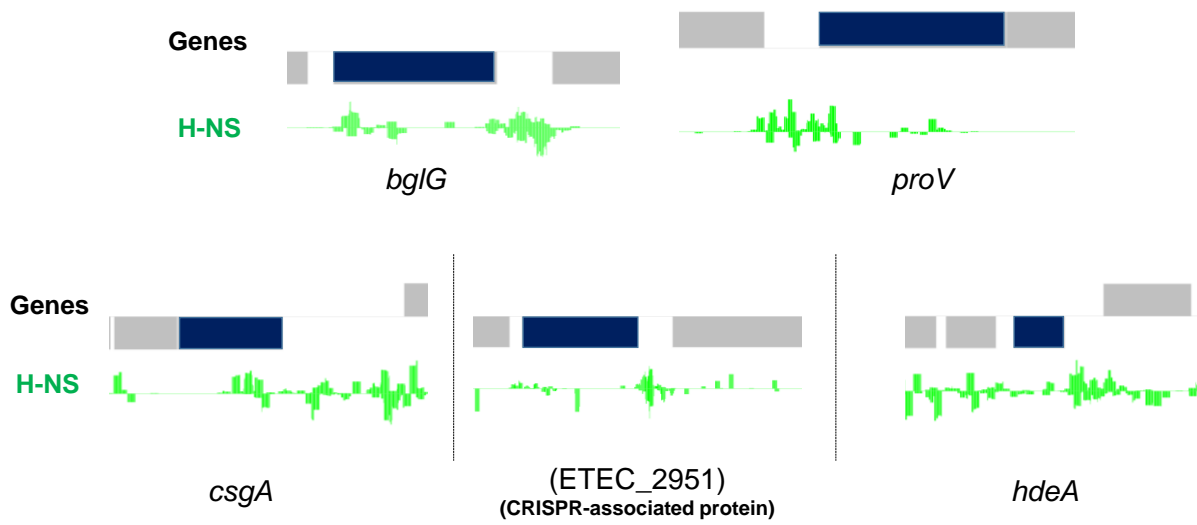 Genes
H-NS
bglG
proV
Genes
H-NS
csgA
(ETEC_2951)
(CRISPR-associated protein)
hdeA